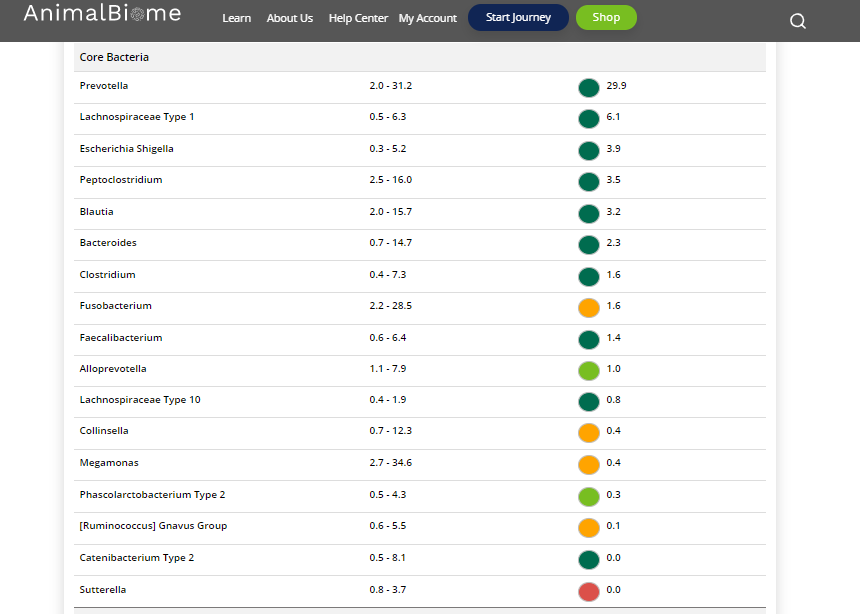 AnimalBiome Learn About Us Help Center My Account Start Journey Shop
Core Bacteria
Prevotella 2.0 - 31.2 29.9
Lachnospiraceae Type 1 0.5 - 6.3 6.1
Escherichia Shigella 0.3 - 5.2 3.9
Peptoclostridium 2.5 - 16.0 3.5
Blautia 2.0 - 15.7 3.2
Bacteroides 0.7 - 14.7 2.3
Clostridium 0.4 - 7.3 1.6
Fusobacterium 2.2 - 28.5 1.6
Faecalibacterium 0.6 - 6.4 1.4
Alloprevotella 1.1 - 7.9 1.0
Lachnospiraceae Type 10 0.4 - 1.9 0.8
Collinsella 0.7 - 12.3 0.4
Megamonas 2.7 - 34.6 0.4
Phascolarctobacterium Type 2 0.5 - 4.3 0.3
[Ruminococcus] Gnavus Group 0.6 - 5.5 0.1
Catenibacterium Type 2 0.5 - 8.1 0.0
Sutterella 0.8 - 3.7 0.0